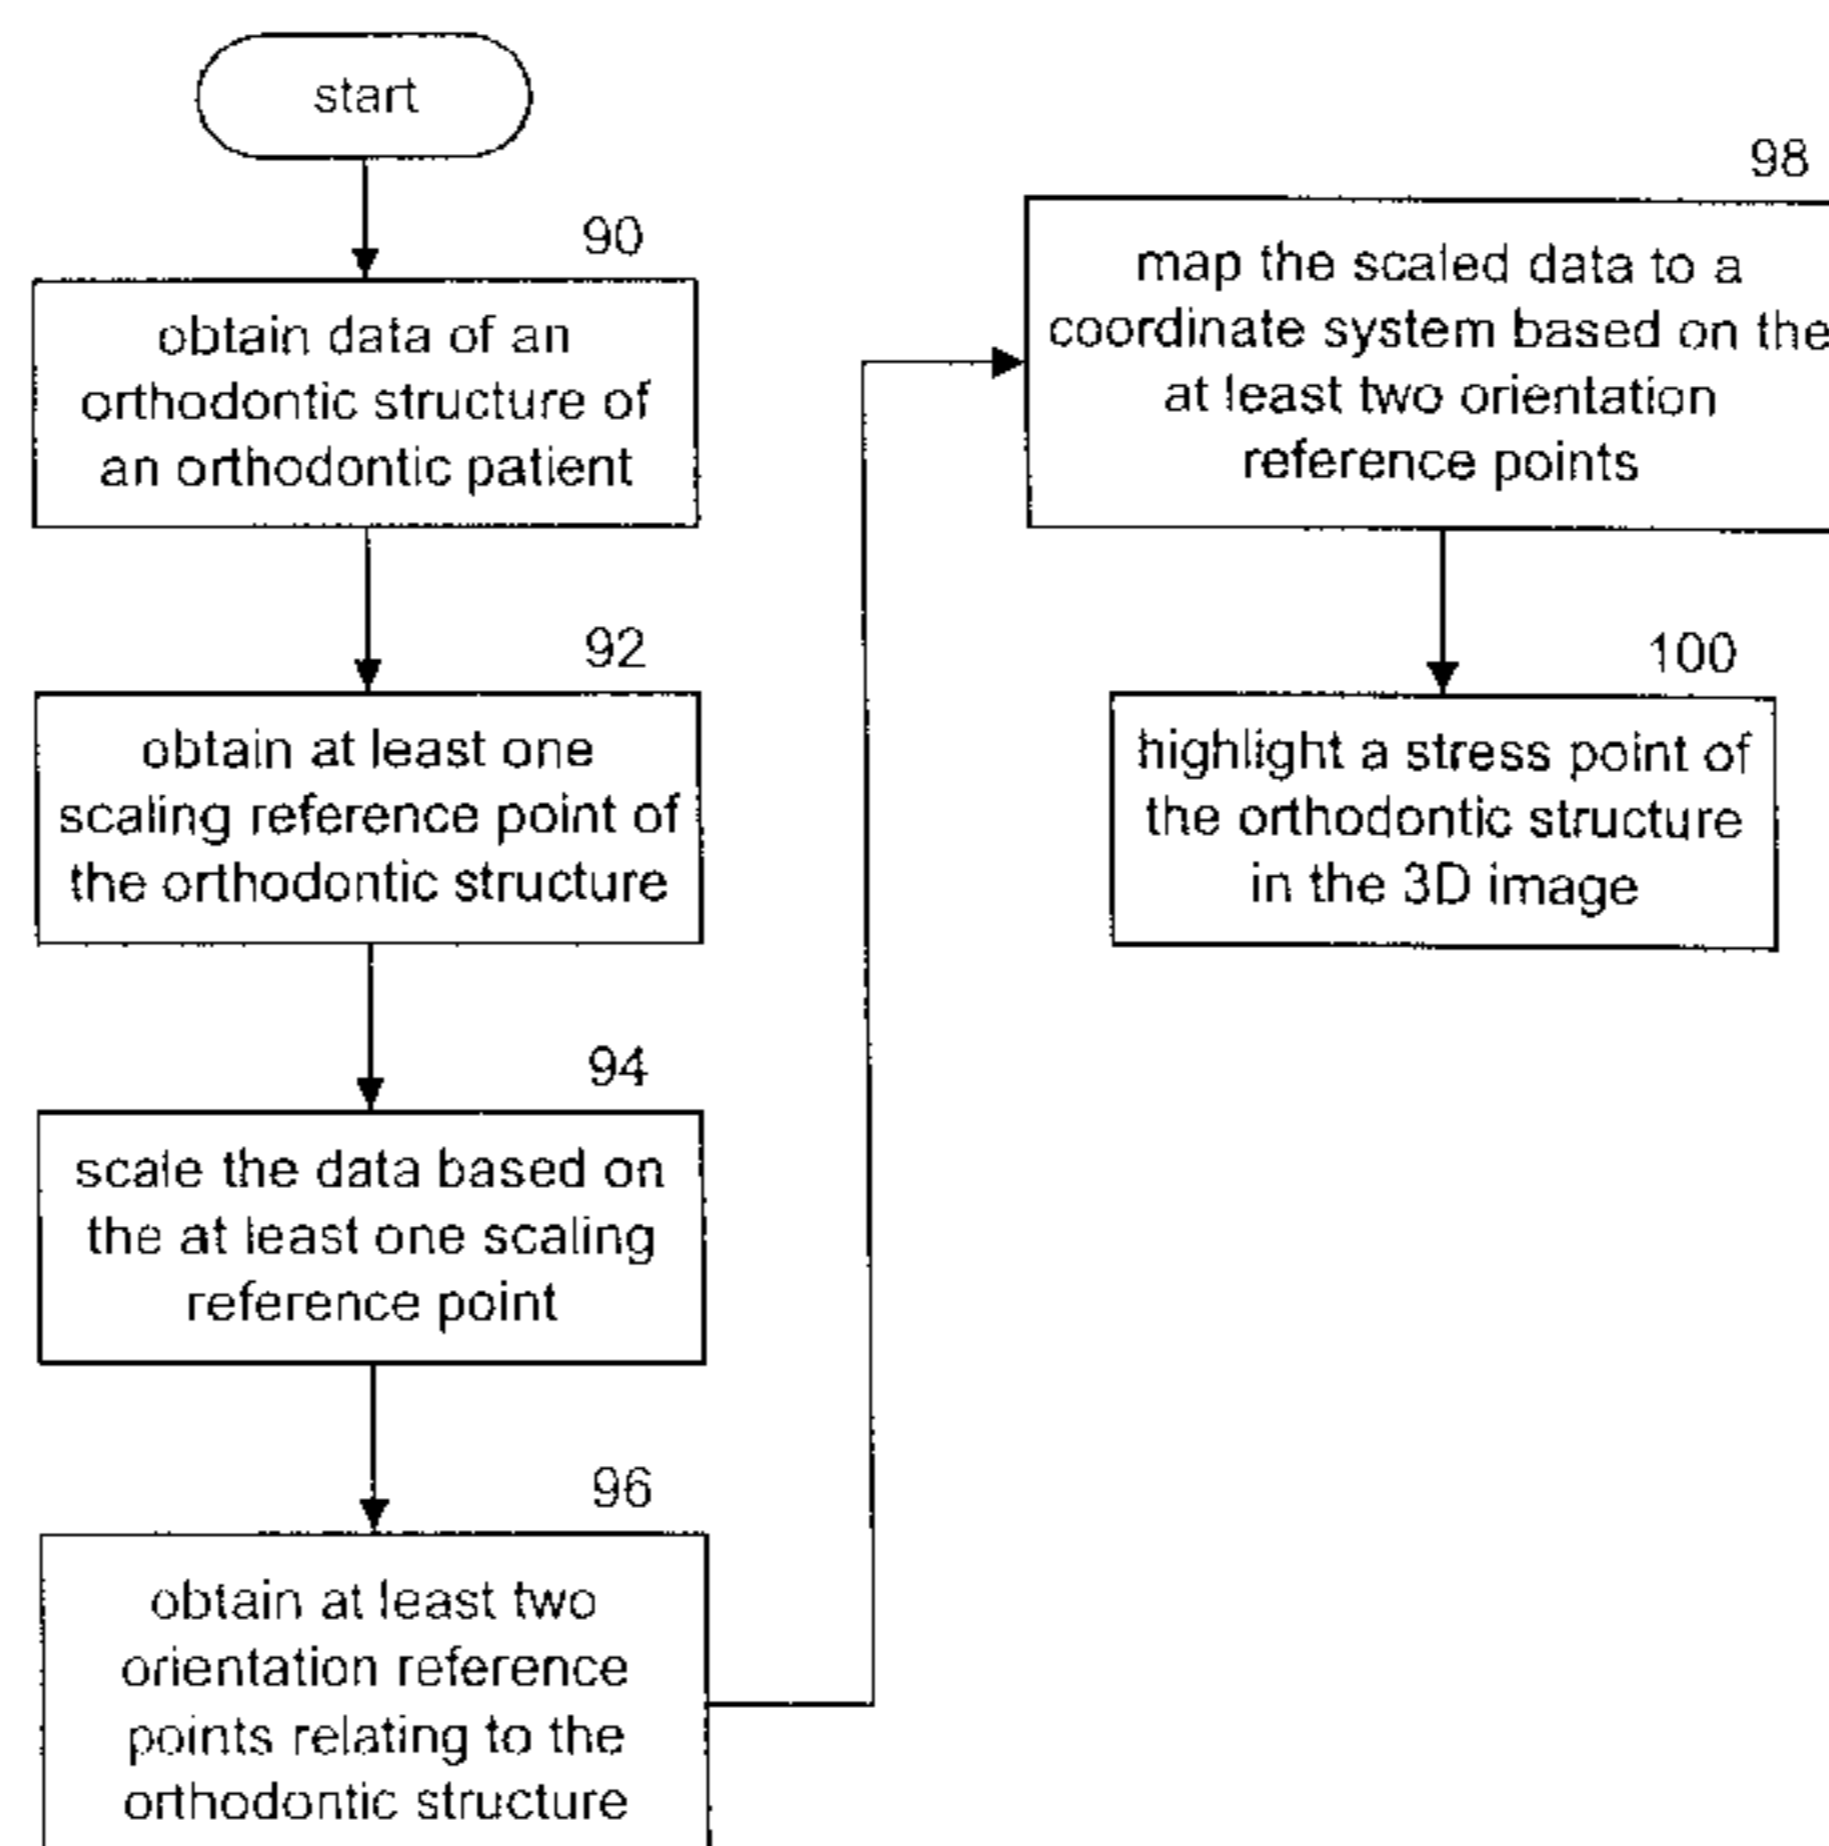 start
90
obtain data of an
orthodontic structure of
an orthodontic patient
92
obtain at least one
scaling reference point of
the orthodontic structure
94
scale the data based on
the at least one scaling
reference point
96
obtain at least two
orientation reference
points relating to the
orthodontic structure
98
map the scaled data to a
coordinate system based on the
at least two orientation
reference points
100
highlight a stress point of
the orthodontic structure
in the 3D image